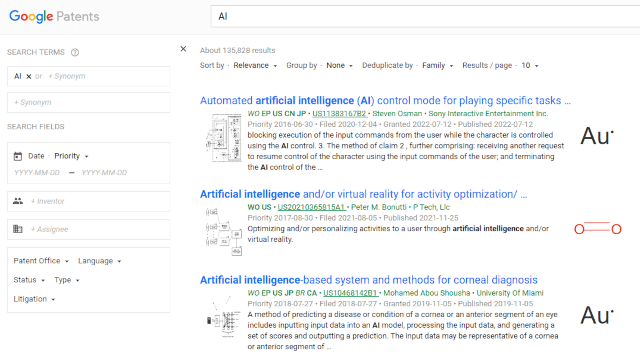 Google Patents
AI
SEARCH TERMS
AI x or + Synonym
+ Synonym
SEARCH FIELDS
Date · Priority
YYYY-MM-DD — YYYY-MM-DD
+ Inventor
+ Assignee
Patent Office Language
Status Type
Litigation
About 135,828 results
Sort by · Relevance Group by · None Deduplicate by · Family Results / page · 10
Automated artificial intelligence (AI) control mode for playing specific tasks …
WO EP US CN JP • US11383167B2 • Steven Osman • Sony Interactive Entertainment Inc.
Priority 2016-06-30 • Filed 2020-12-04 • Granted 2022-07-12 • Published 2022-07-12
blocking execution of the input commands from the user while the character is controlled
using the AI control. 3. The method of claim 2 , further comprising: receiving another request
to resume control of the character using the input commands of the user; and terminating
the AI control of the …
Au·
Artificial intelligence and/or virtual reality for activity optimization/ …
WO US • US20210365815A1 • Peter M. Bonutti • P Tech, Llc
Priority 2017-08-30 • Filed 2021-08-05 • Published 2021-11-25
Optimizing and/or personalizing activities to a user through artificial intelligence and/or
virtual reality.
O=O
Artificial intelligence-based system and methods for corneal diagnosis
WO EP US JP BR CA • US10468142B1 • Mohamed Abou Shousha • University Of Miami
Priority 2018-07-27 • Filed 2018-07-27 • Granted 2019-11-05 • Published 2019-11-05
A method of predicting a disease or condition of a cornea or an anterior segment of an eye
includes inputting input data into an AI model, processing the input data, and generating a
set of scores and outputting a prediction. The input data may be representative of a cornea
or anterior segment of …
Au·